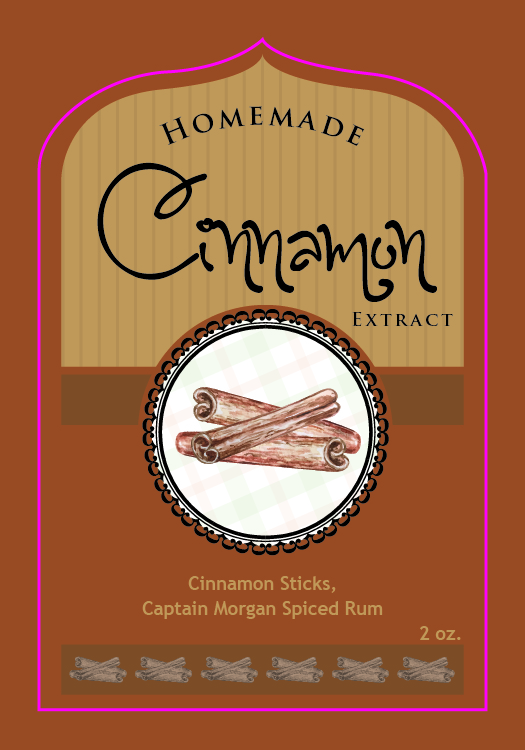 Homemade
Cinnamon
Extract
Cinnamon Sticks,
Captain Morgan Spiced Rum
2 oz.